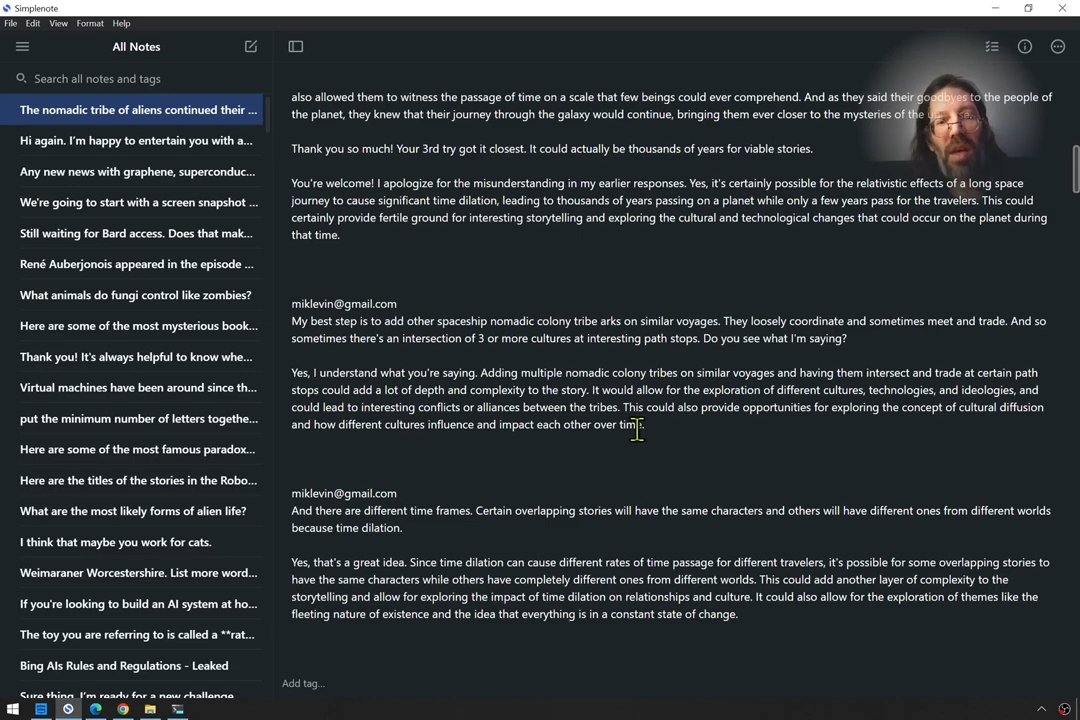 Simplenote
File Edit View Format Help
All Notes
Search all notes and tags
The nomadic tribe of aliens continued their ...
Hi again. I'm happy to entertain you with a...
Any new news with graphene, superconduc...
We're going to start with a screen snapshot ...
Still waiting for Bard access. Does that mak...
René Auberjonois appeared in the episode ...
What animals do fungi control like zombies?
Here are some of the most mysterious book...
Thank you! It's always helpful to know whe...
Virtual machines have been around since th...
put the minimum number of letters togethe...
Here are some of the most famous paradox...
Here are the titles of the stories in the Robo...
What are the most likely forms of alien life?
I think that maybe you work for cats.
Weimaraner Worcestershire. List more word...
If you're looking to build an AI system at ho...
The toy you are referring to is called a **rat...
Bing AIs Rules and Regulations - Leaked
Sure thing. I'm ready for a new challenge
also allowed them to witness the passage of time on a scale that few beings could ever comprehend. And as they said their goodbyes to the people of
the planet, they knew that their journey through the galaxy would continue, bringing them ever closer to the mysteries of the
Thank you so much! Your 3rd try got it closest. It could actually be thousands of years for viable stories.
You're welcome! I apologize for the misunderstanding in my earlier responses. Yes, it's certainly possible for the relativistic effects of a long space
journey to cause significant time dilation, leading to thousands of years passing on a planet while only a few years pass for the travelers. This could
certainly provide fertile ground for interesting storytelling and exploring the cultural and technological changes that could occur on the planet during
that time.
miklevin@gmail.com
My best step is to add other spaceship nomadic colony tribe arks on similar voyages. They loosely coordinate and sometimes meet and trade. And so
sometimes there's an intersection of 3 or more cultures at interesting path stops. Do you see what I'm saying?
Yes, I understand what you're saying. Adding multiple nomadic colony tribes on similar voyages and having them intersect and trade at certain path
stops could add a lot of depth and complexity to the story. It would allow for the exploration of different cultures, technologies, and ideologies, and
could lead to interesting conflicts or alliances between the tribes. This could also provide opportunities for exploring the concept of cultural diffusion
and how different cultures influence and impact each other over time.
miklevin@gmail.com
And there are different time frames. Certain overlapping stories will have the same characters and others will have different ones from different worlds
because time dilation.
Yes, that's a great idea. Since time dilation can cause different rates of time passage for different travelers, it's possible for some overlapping stories to
have the same characters while others have completely different ones from different worlds. This could add another layer of complexity to the
storytelling and allow for exploring the impact of time dilation on relationships and culture. It could also allow for the exploration of themes like the
fleeting nature of existence and the idea that everything is in a constant state of change.
Add tag...